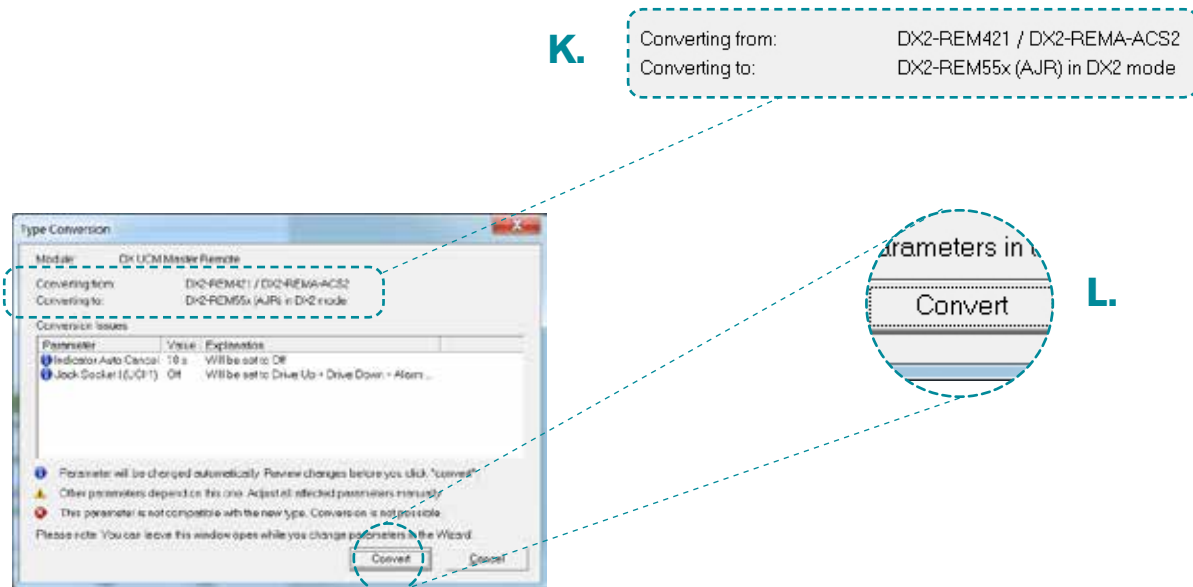 K.
Converting from: DX2-REM421 / DX2-REMA-ACS2
Converting to: DX2-REM55x (AJR) in DX2 mode
Type Conversion
Module: DX UCM Master Remote
Converting from: DX2-REM421 / DX2-REMA-ACS2
Converting to: DX2-REM55x (AJR) in DX2 mode
Conversion Issues
Parameter Value Explanation
Indicator Auto Cancel 10 s Will be set to Off
Jack Socket 1 (UCH1) Off Will be set to Drive Up + Drive Down + Alarm ...
Parameter will be changed automatically. Review changes before you click "convert".
Other parameters depend on this one. Adjust all affected parameters manually.
This parameter is not compatible with the new type. Conversion is not possible.
Please note: You can leave this window open while you change parameters in the Wizard.
Convert Cancel
arameters in
Convert
L.